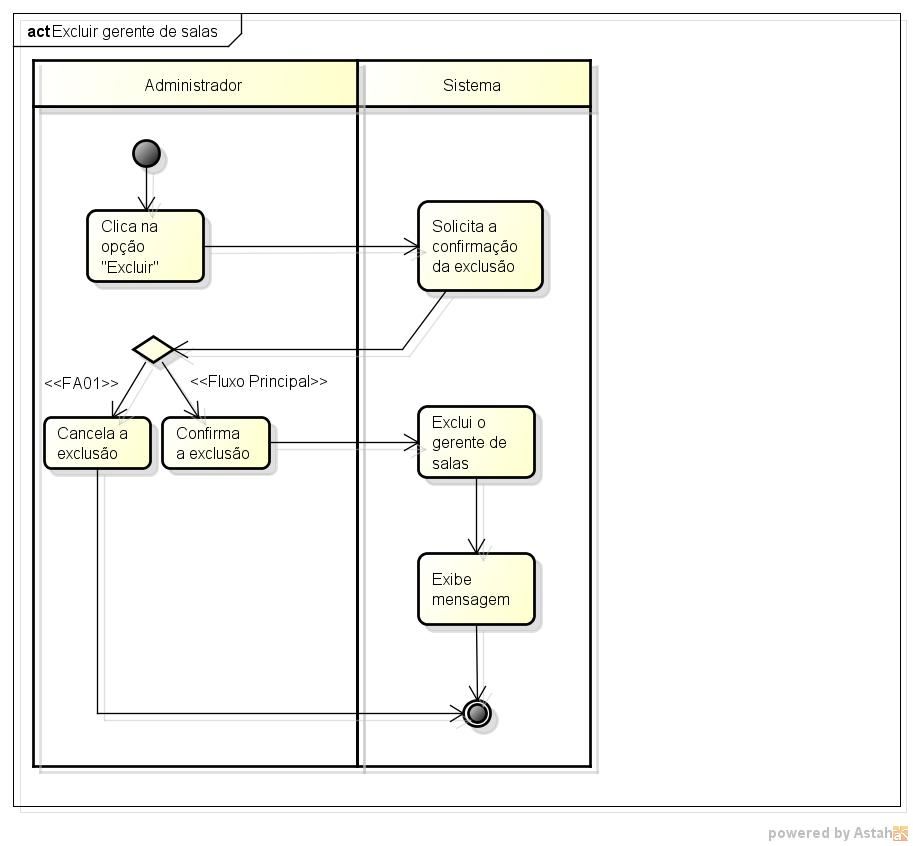 act Excluir gerente de salas
Administrador
Sistema
Clica na
opção
"Excluir"
Solicita a
confirmação
da exclusão
<<FA01>>
<<Fluxo Principal>>
Cancela a
exclusão
Confirma
a exclusão
Exclui o
gerente de
salas
Exibe
mensagem
powered by Astah